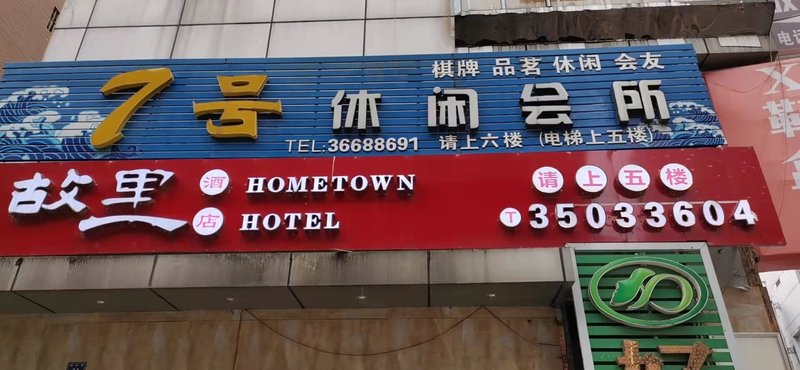 棋牌 品茗 休闲 会友
7号 休闲会所
TEL:36688691 请上六楼 (电梯上五楼)
故里 酒店 HOMETOWN HOTEL
请上五楼
T 35033604